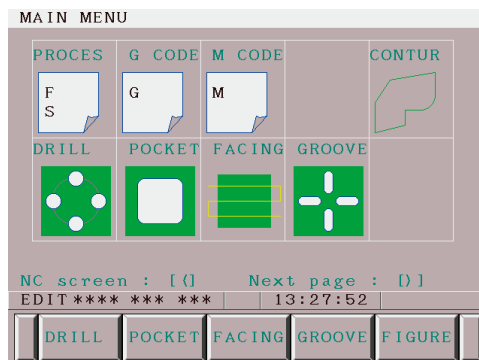 MAIN MENU
PROCES G CODE M CODE CONTUR
F G M
S
DRILL POCKET FACING GROOVE
NC screen : [(] Next page : [)]
EDIT**** *** *** 13:27:52
DRILL POCKET FACING GROOVE FIGURE